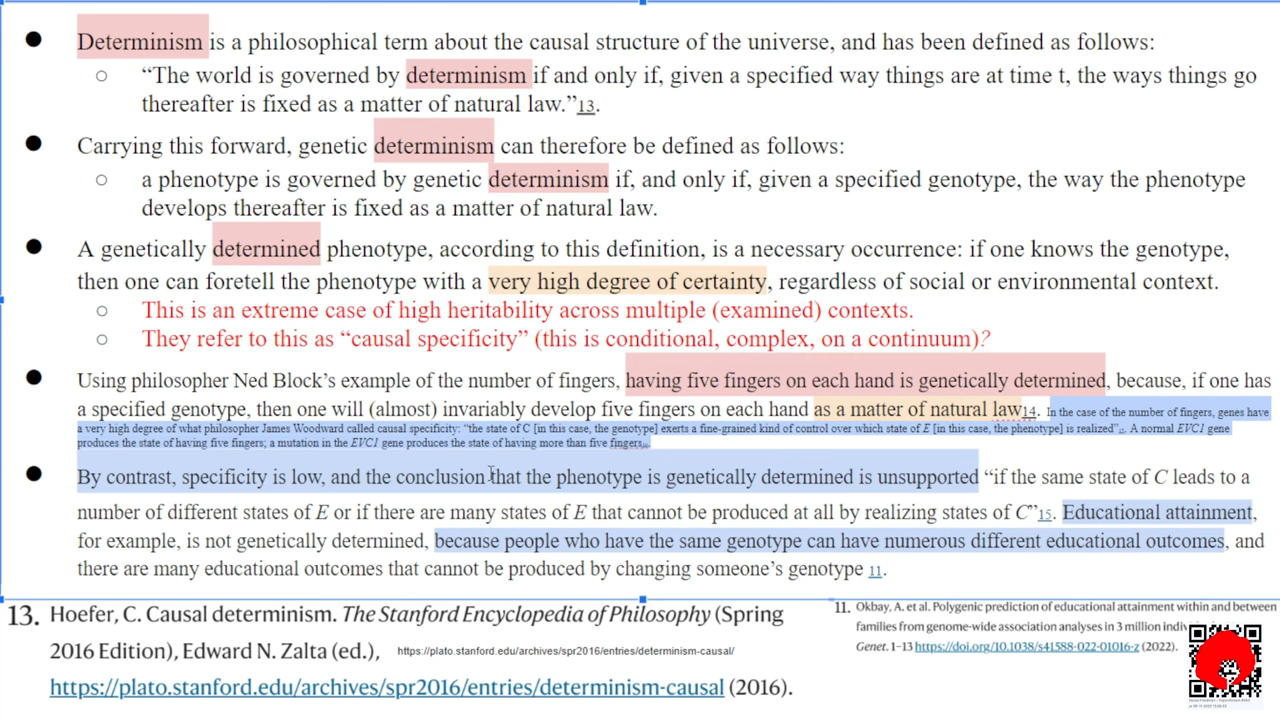 ● Determinism is a philosophical term about the causal structure of the universe, and has been defined as follows:
○ “The world is governed by determinism if and only if, given a specified way things are at time t, the ways things go
thereafter is fixed as a matter of natural law.”13.
● Carrying this forward, genetic determinism can therefore be defined as follows:
○ a phenotype is governed by genetic determinism if, and only if, given a specified genotype, the way the phenotype
develops thereafter is fixed as a matter of natural law.
● A genetically determined phenotype, according to this definition, is a necessary occurrence: if one knows the genotype,
then one can foretell the phenotype with a very high degree of certainty, regardless of social or environmental context.
○ This is an extreme case of high heritability across multiple (examined) contexts.
○ They refer to this as “causal specificity” (this is conditional, complex, on a continuum)?
● Using philosopher Ned Block’s example of the number of fingers, having five fingers on each hand is genetically determined, because, if one has
a specified genotype, then one will (almost) invariably develop five fingers on each hand as a matter of natural law14. In the case of the number of fingers, genes have
a very high degree of what philosopher James Woodward called causal specificity: “the state of C [in this case, the genotype] exerts a fine-grained kind of control over which state of E [in this case, the phenotype] is realized”. A normal EVC1 gene
produces the state of having five fingers; a mutation in the EVC1 gene produces the state of having more than five fingers
● By contrast, specificity is low, and the conclusion that the phenotype is genetically determined is unsupported “if the same state of C leads to a
number of different states of E or if there are many states of E that cannot be produced at all by realizing states of C”15. Educational attainment,
for example, is not genetically determined, because people who have the same genotype can have numerous different educational outcomes, and
there are many educational outcomes that cannot be produced by changing someone’s genotype 11.
13. Hoefer, C. Causal determinism. The Stanford Encyclopedia of Philosophy (Spring
2016 Edition), Edward N. Zalta (ed.), https://plato.stanford.edu/archives/spr2016/entries/determinism-causal/
https://plato.stanford.edu/archives/spr2016/entries/determinism-causal (2016).
11. Okbay, A. et al. Polygenic prediction of educational attainment within and between
families from genome-wide association analyses in 3 million
Genet. 1–13 https://doi.org/10.1038/s41588-022-01016-z (2022).